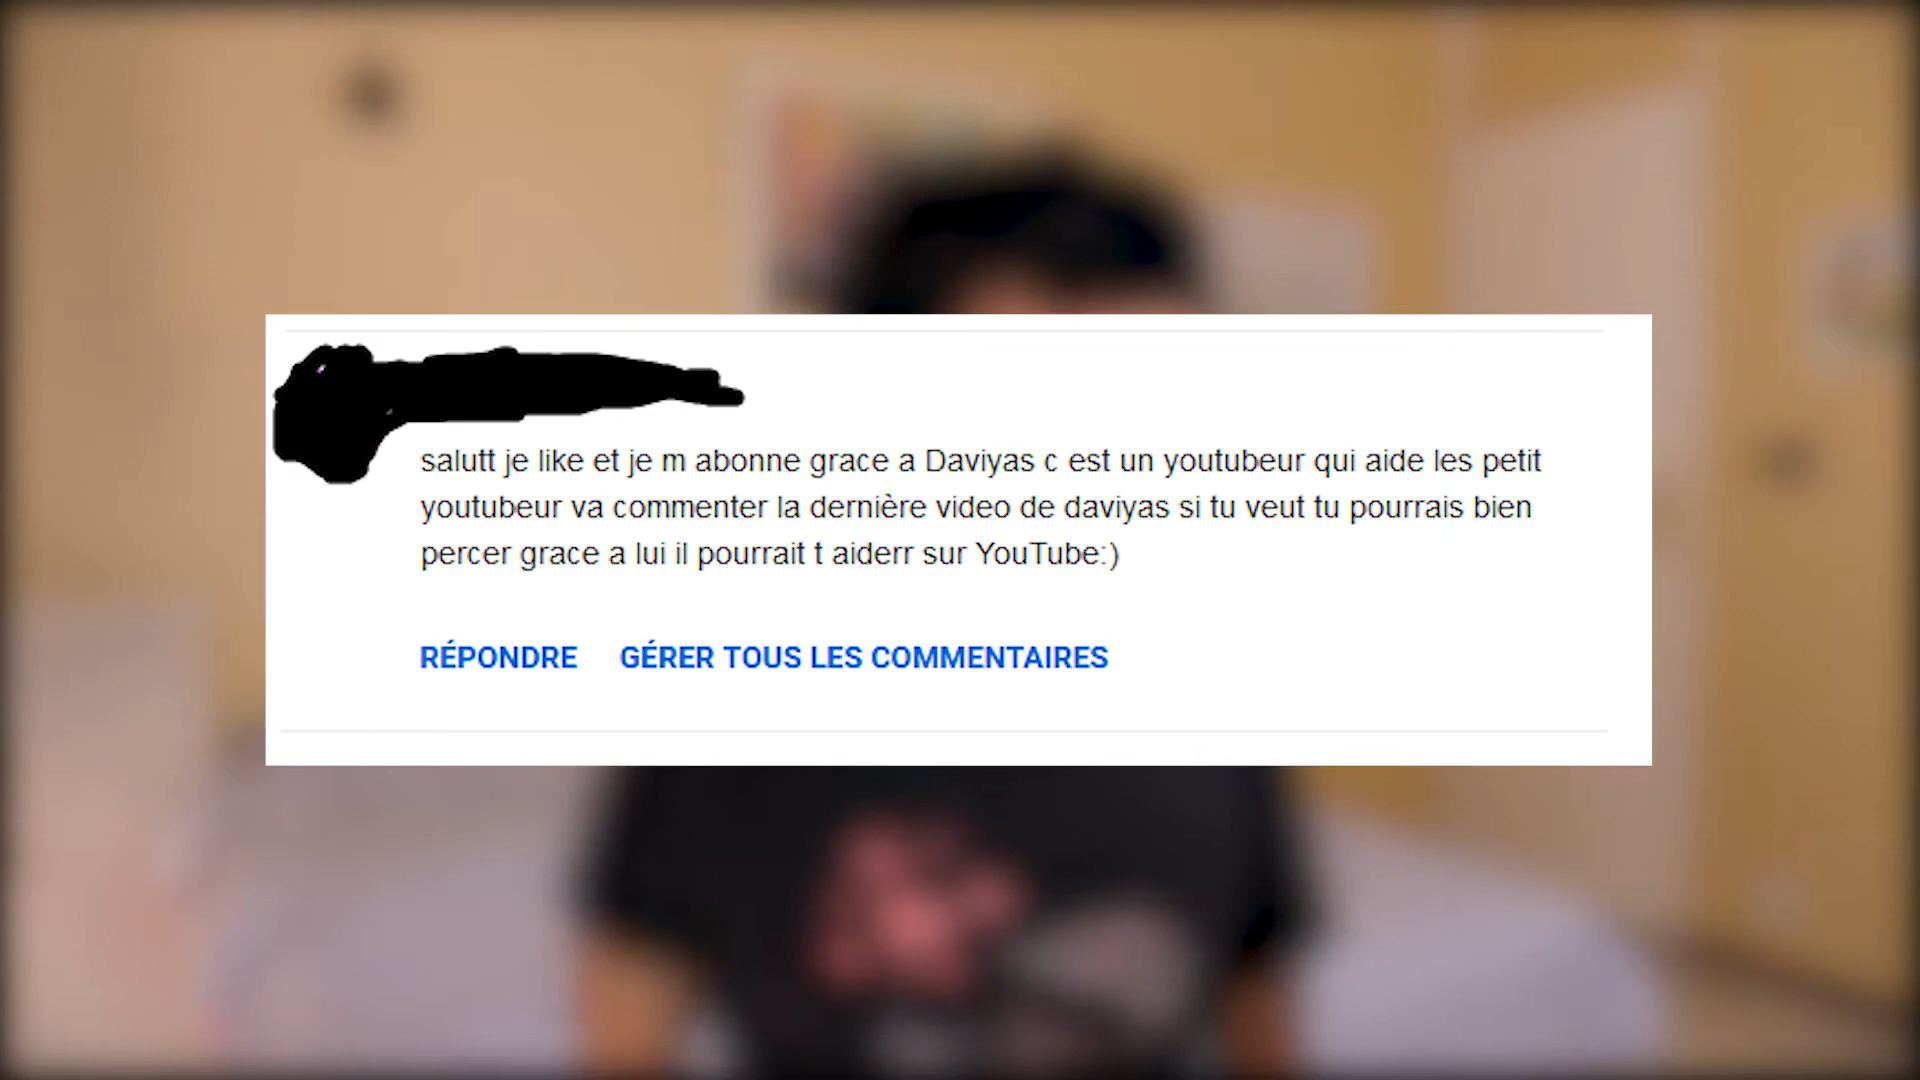 salutt je like et je m abonne grace a Daviyas c est un youtubeur qui aide les petit
youtubeur va commenter la dernière video de daviyas si tu veut tu pourrais bien
percer grace a lui il pourrait t aiderr sur YouTube:)
RÉPONDRE GÉRER TOUS LES COMMENTAIRES